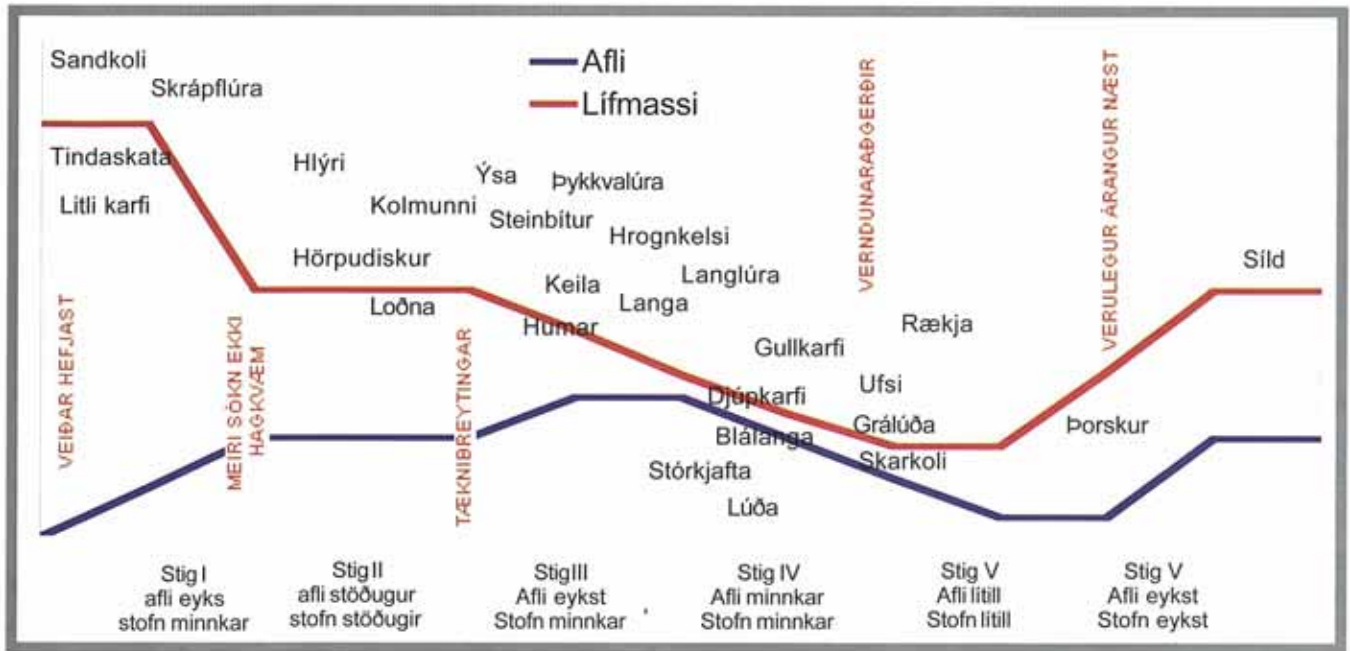 Sandkoli
Skrápflúra
Afli
Lífmassi
Tindaskata
Litli karfi
Hlýri
Kolmunni
Ýsa
Þykkvalúra
Steinbítur
Hrognkelsi
Hörpudiskur
Loðna
Keila
Langa
Langlúra
Humar
Gullkarfi
Rækja
Síld
Djúpkarfi
Ufsi
Grálúða
Þorskur
Blálanga
Skarkoli
Stórkjafta
Lúða
VEIÐAR HEFJAST
MEIRI SÓKN EKKI
HAGKVÆM
TÆKNIÐREYTINGAR
VERNDUNARAÐGERÐIR
VERULEGUR ÁRANGUR NÆST
Stig I
afli eyks
stofn minnkar
Stig II
afli stöðugur
stofn stöðugir
Stig III
Afli eykst
Stofn minnkar
Stig IV
Afli minnkar
Stofn minnkar
Stig V
Afli lítill
Stofn lítill
Stig V
Afli eykst
Stofn eykst